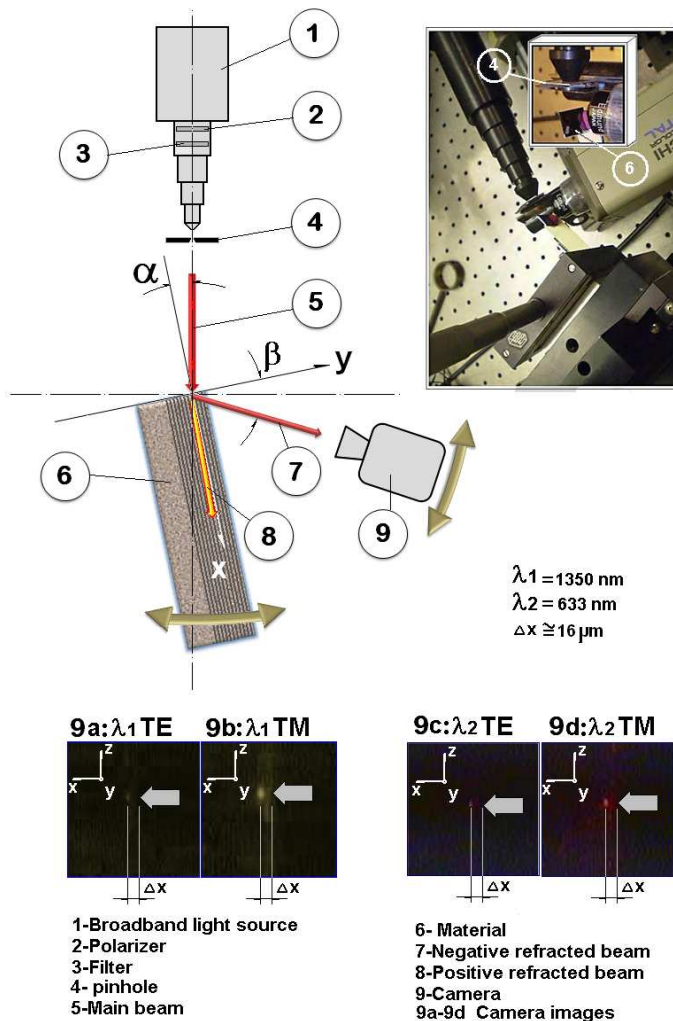 1
2
3
4
α
5
β
y
6
7
8
9
x
4
6
λ1 =1350 nm
λ2 = 633 nm
Δx ≅16 µm
9a:λ1 TE
9b:λ1 TM
z
x
y
z
x
y
Δx
Δx
9c:λ2 TE
9d:λ2 TM
z
x
y
z
x
y
Δx
Δx
1-Broadband light source
2-Polarizer
3-Filter
4- pinhole
5-Main beam
6- Material
7-Negative refracted beam
8-Positive refracted beam
9-Camera
9a-9d Camera images